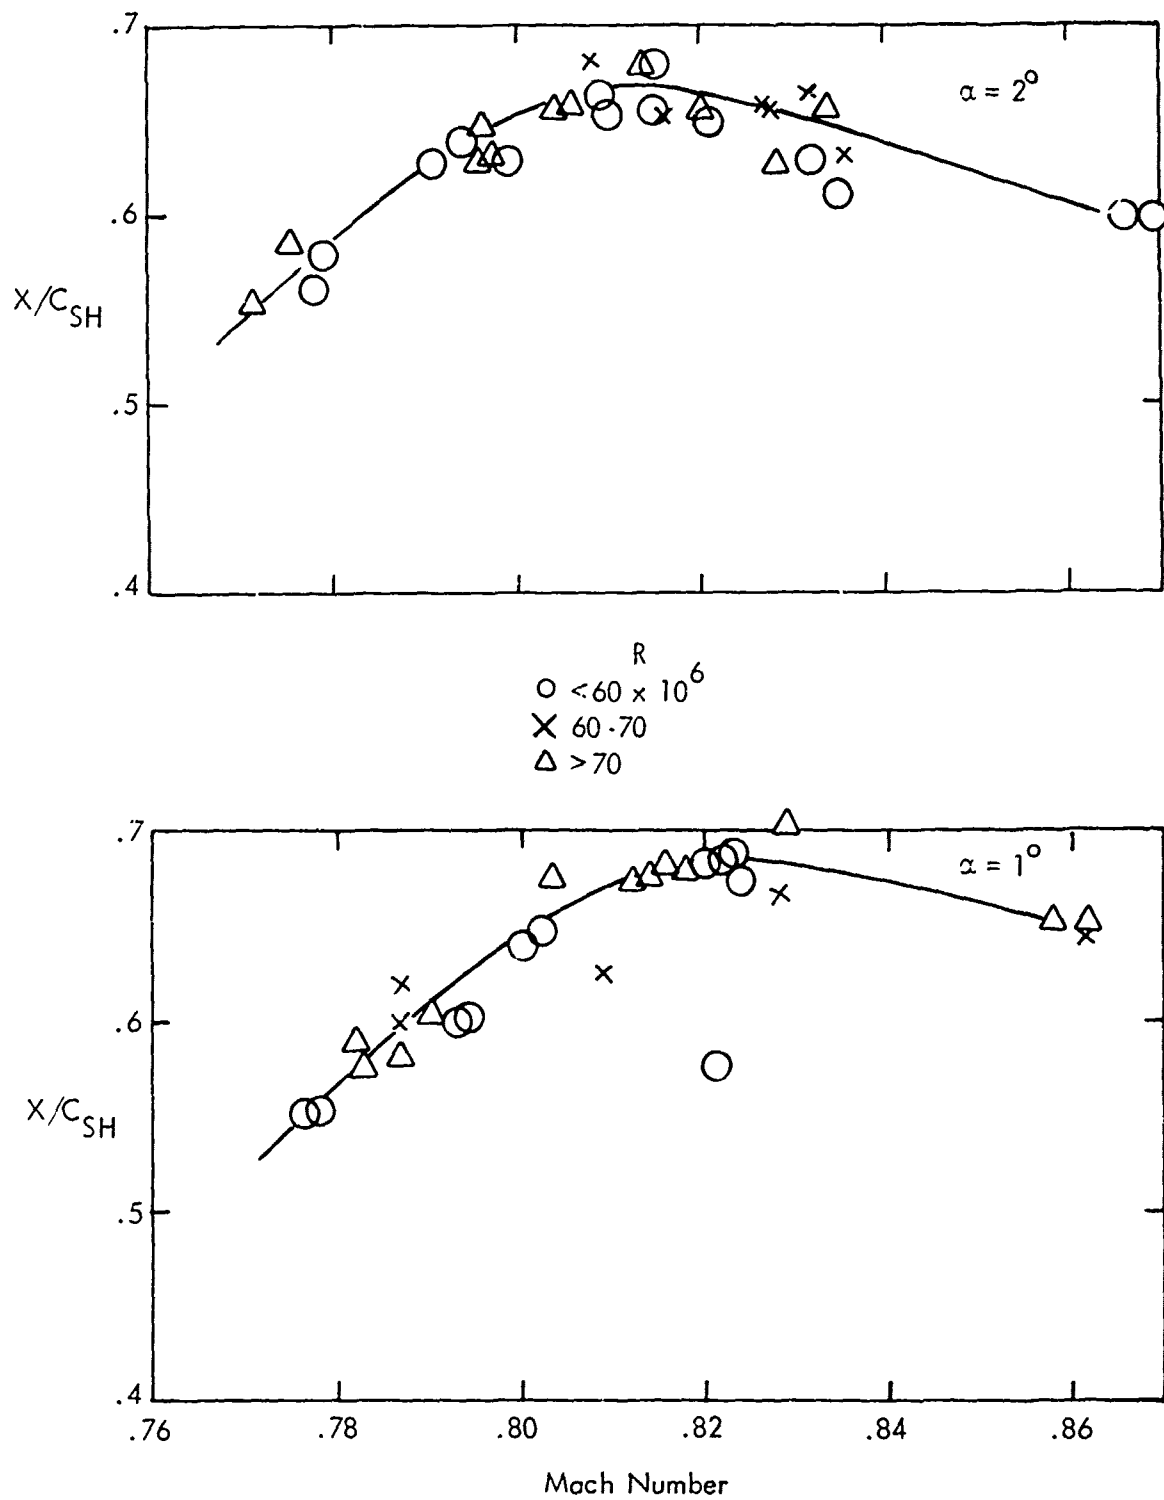 .7
α = 2°
.6
X/C_SH
.5
.4
R
○ <60 x 10^6
× 60-70
△ >70
.7
α = 1°
.6
X/C_SH
.5
.4
.76 .78 .80 .82 .84 .86
Mach Number